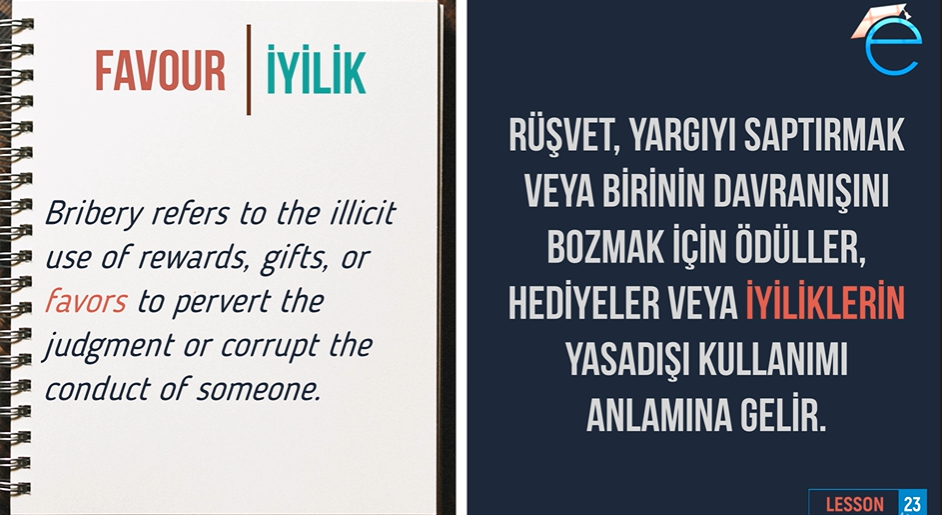 FAVOUR | İYİLİK
Bribery refers to the illicit
use of rewards, gifts, or
favors to pervert the
judgment or corrupt the
conduct of someone.
e
RÜŞVET, YARGIYI SAPTIRMAK
VEYA BİRİNİN DAVRANIŞINI
BOZMAK İÇİN ÖDÜLLER,
HEDİYELER VEYA İYİLİKLERİN
YASADIŞI KULLANIMI
ANLAMINA GELİR.
LESSON 23